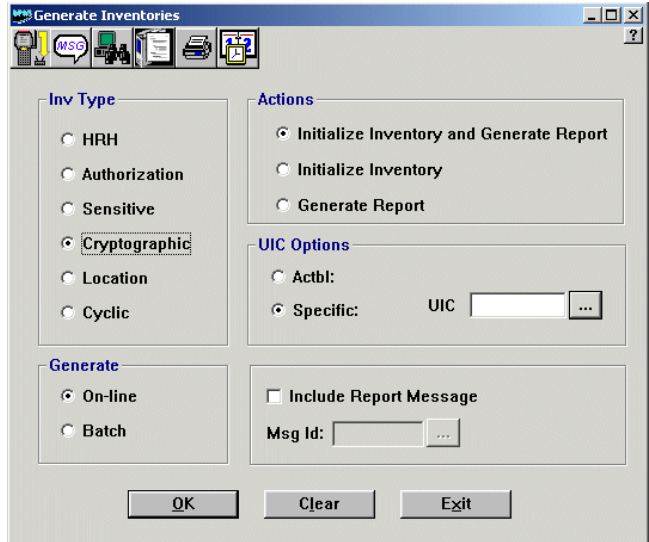 Generate Inventories
?
MSG
Inv Type
HRH
Authorization
Sensitive
Cryptographic
Location
Cyclic
Actions
Initialize Inventory and Generate Report
Initialize Inventory
Generate Report
UIC Options
Actbl:
Specific: UIC ...
Generate
On-line
Batch
Include Report Message
Msg Id: ...
OK Clear Exit